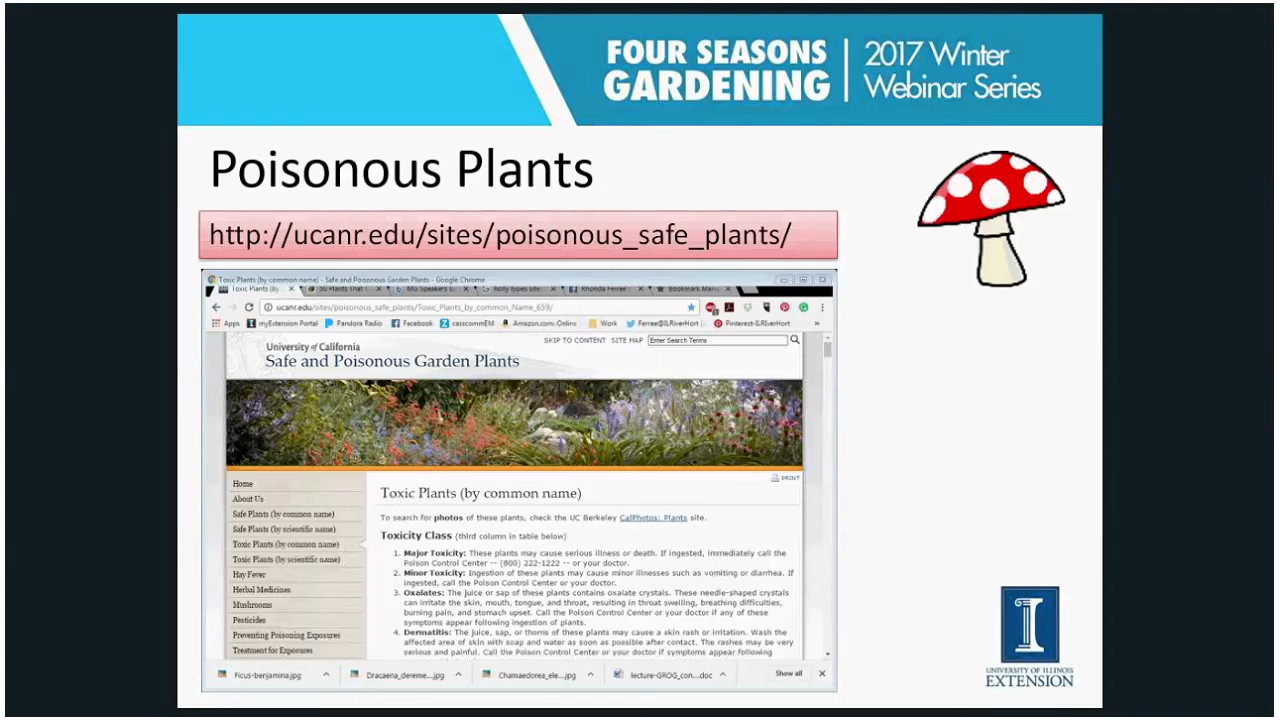 FOUR SEASONS
GARDENING
2017 Winter
Webinar Series
Poisonous Plants
http://ucanr.edu/sites/poisonous_safe_plants/
Toxic Plants (by common name) - Safe and Poisonous Garden Plants - Google Chrome
Toxic Plants (by
50 Plants That
MG Speakers
holly types
Rhonda Ferree
Bookmark
ucanr.edu/sites/poisonous_safe_plants/Toxic_Plants_by_common_Name_659/
Apps myExtension Portal Pandora Radio Facebook casscommEM Amazon.com:Online Work Ferree@ILRiverHort Pinterest-ILRiverHort »
University of California
Safe and Poisonous Garden Plants
SKIP TO CONTENT SITE MAP Enter Search Terms
PRINT
Home
About Us
Safe Plants (by common name)
Safe Plants (by scientific name)
Toxic Plants (by common name)
Toxic Plants (by scientific name)
Hay Fever
Herbal Medicines
Mushrooms
Pesticides
Preventing Poisoning Exposures
Treatment for Exposures
Toxic Plants (by common name)
To search for photos of these plants, check the UC Berkeley CalPhotos: Plants site.
Toxicity Class (third column in table below)
1. Major Toxicity: These plants may cause serious illness or death. If ingested, immediately call the
Poison Control Center -- (800) 222-1222 -- or your doctor.
2. Minor Toxicity: Ingestion of these plants may cause minor illnesses such as vomiting or diarrhea. If
ingested, call the Poison Control Center or your doctor.
3. Oxalates: The juice or sap of these plants contains oxalate crystals. These needle-shaped crystals
can irritate the skin, mouth, tongue, and throat, resulting in throat swelling, breathing difficulties,
burning pain, and stomach upset. Call the Poison Control Center or your doctor if any of these
symptoms appear following ingestion of plants.
4. Dermatitis: The juice, sap, or thorns of these plants may cause a skin rash or irritation. Wash the
affected area of skin with soap and water as soon as possible after contact. The rashes may be very
serious and painful. Call the Poison Control Center or your doctor if symptoms appear following
Ficus-benjamina.jpg
Dracaena_dereme....jpg
Chamaedorea_ele....jpg
lecture-GROG_con....doc
Show all
I
UNIVERSITY OF ILLINOIS
EXTENSION